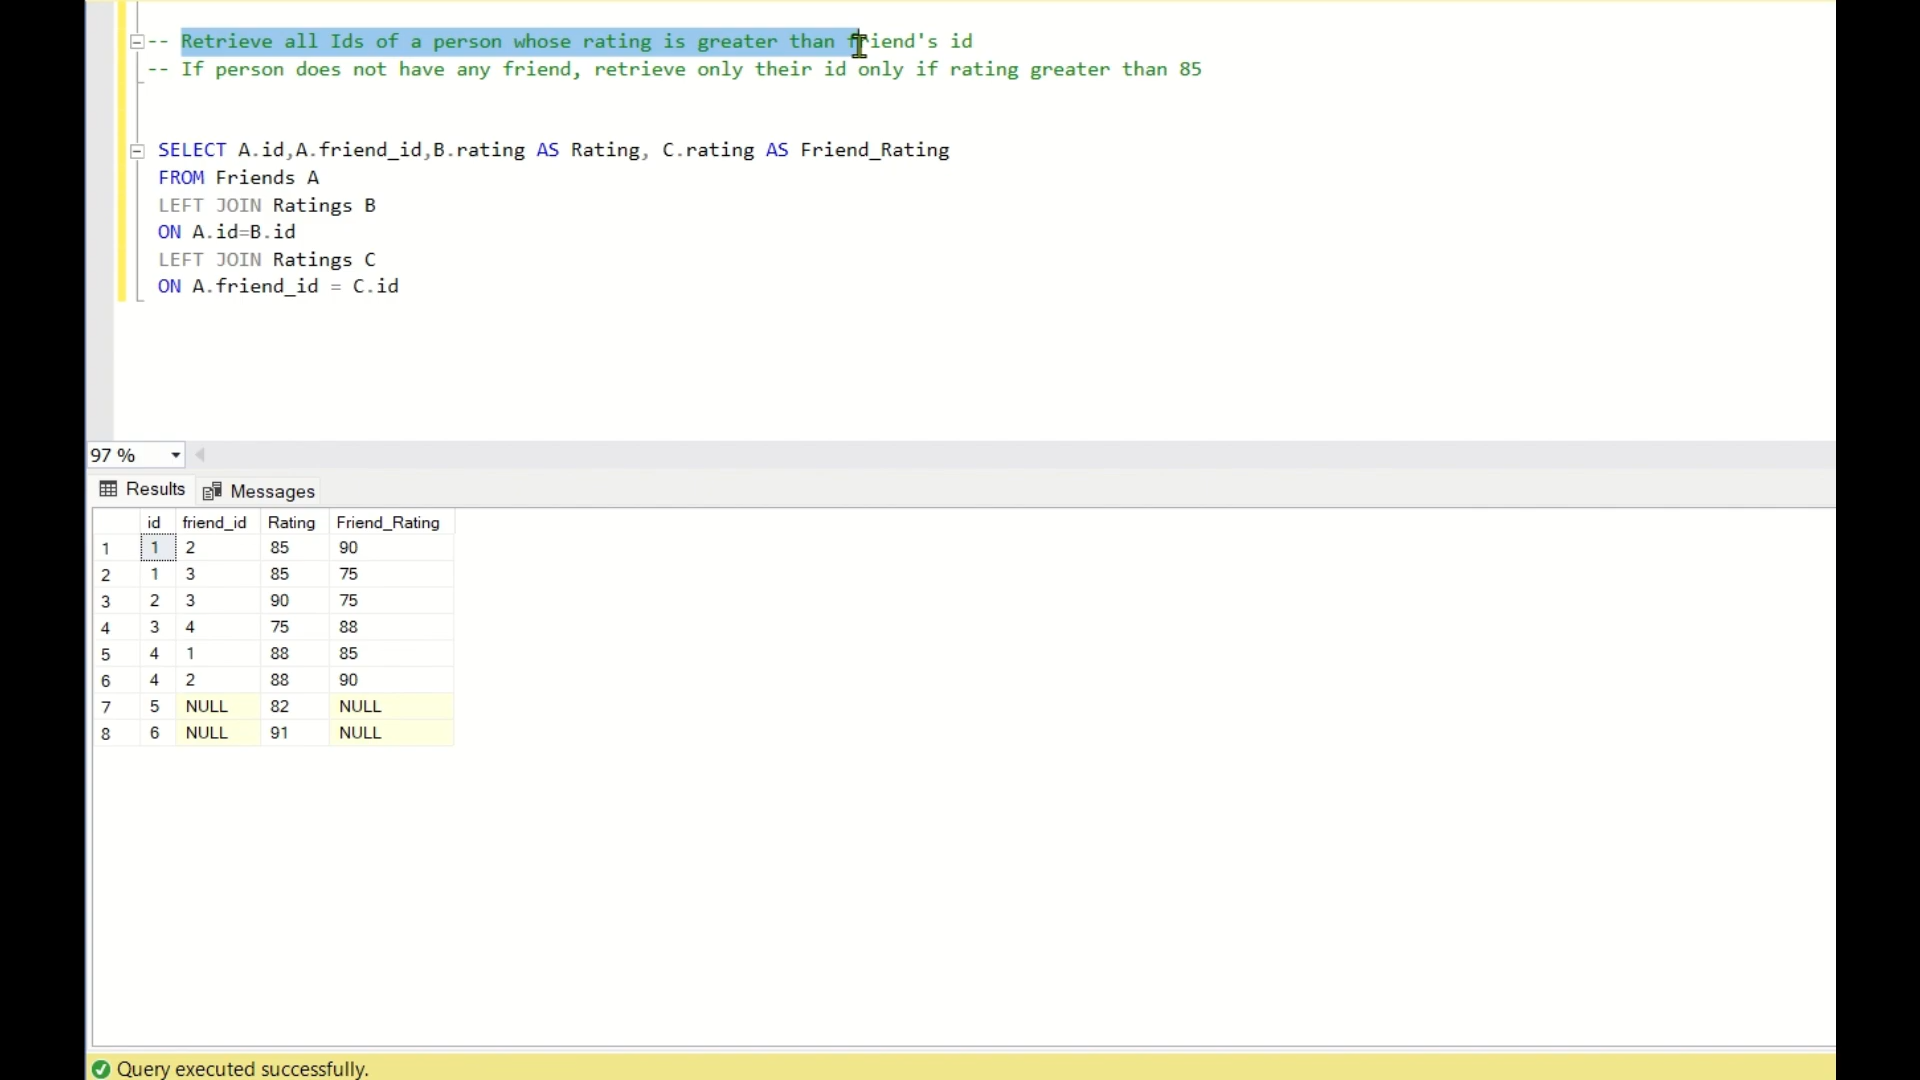 -- Retrieve all Ids of a person whose rating is greater than friend's id
-- If person does not have any friend, retrieve only their id only if rating greater than 85
SELECT A.id,A.friend_id,B.rating AS Rating, C.rating AS Friend_Rating
FROM Friends A
LEFT JOIN Ratings B
ON A.id=B.id
LEFT JOIN Ratings C
ON A.friend_id = C.id
97 %
Results Messages
id friend_id Rating Friend_Rating
1 1 2 85 90
2 1 3 85 75
3 2 3 90 75
4 3 4 75 88
5 4 1 88 85
6 4 2 88 90
7 5 NULL 82 NULL
8 6 NULL 91 NULL
Query executed successfully.